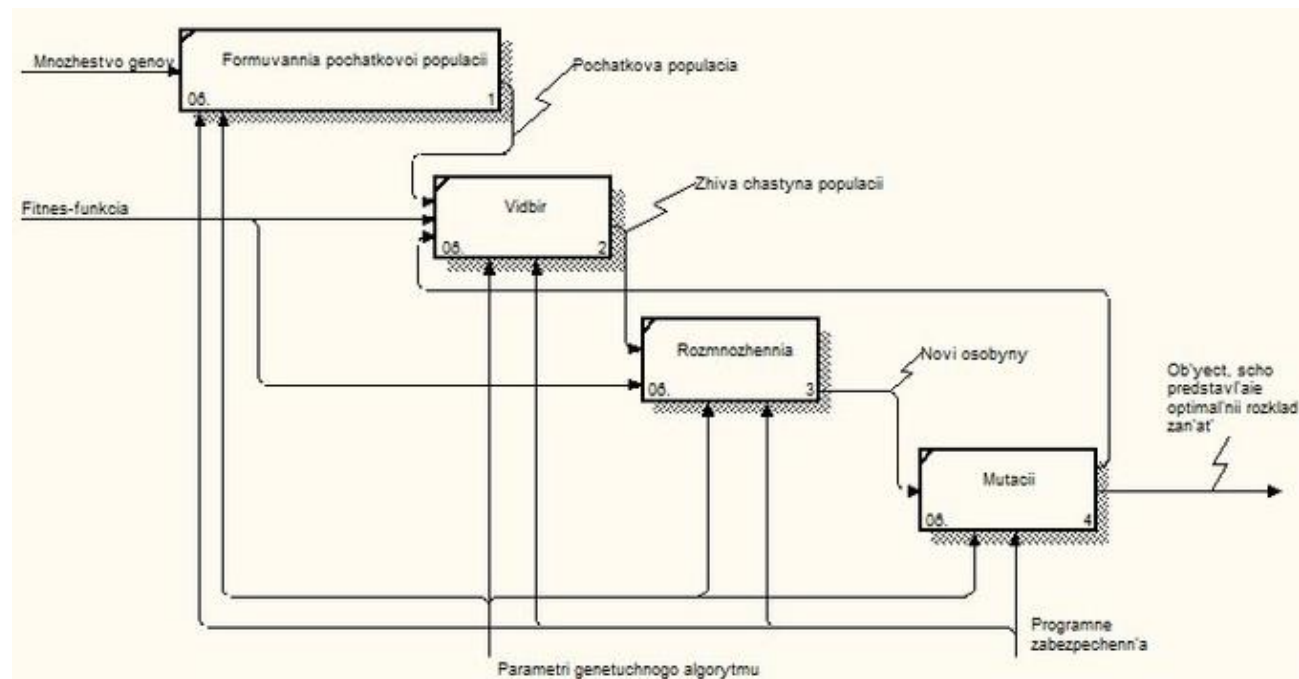 Mnozhestvo genov
Formuvannia pochatkovoi populacii
0б.
1
Pochatkova populacia
Fitnes-funkcia
Vidbir
0б.
2
Zhiva chastyna populacii
Rozmnozhennia
0б.
3
Novi osobyny
Ob'yect, scho
predstavl'aie
optimal'nii rozklad
zan'at'
Mutacii
0б.
4
Programne
zabezpechenn'a
Parametri genetuchnogo algorytmu